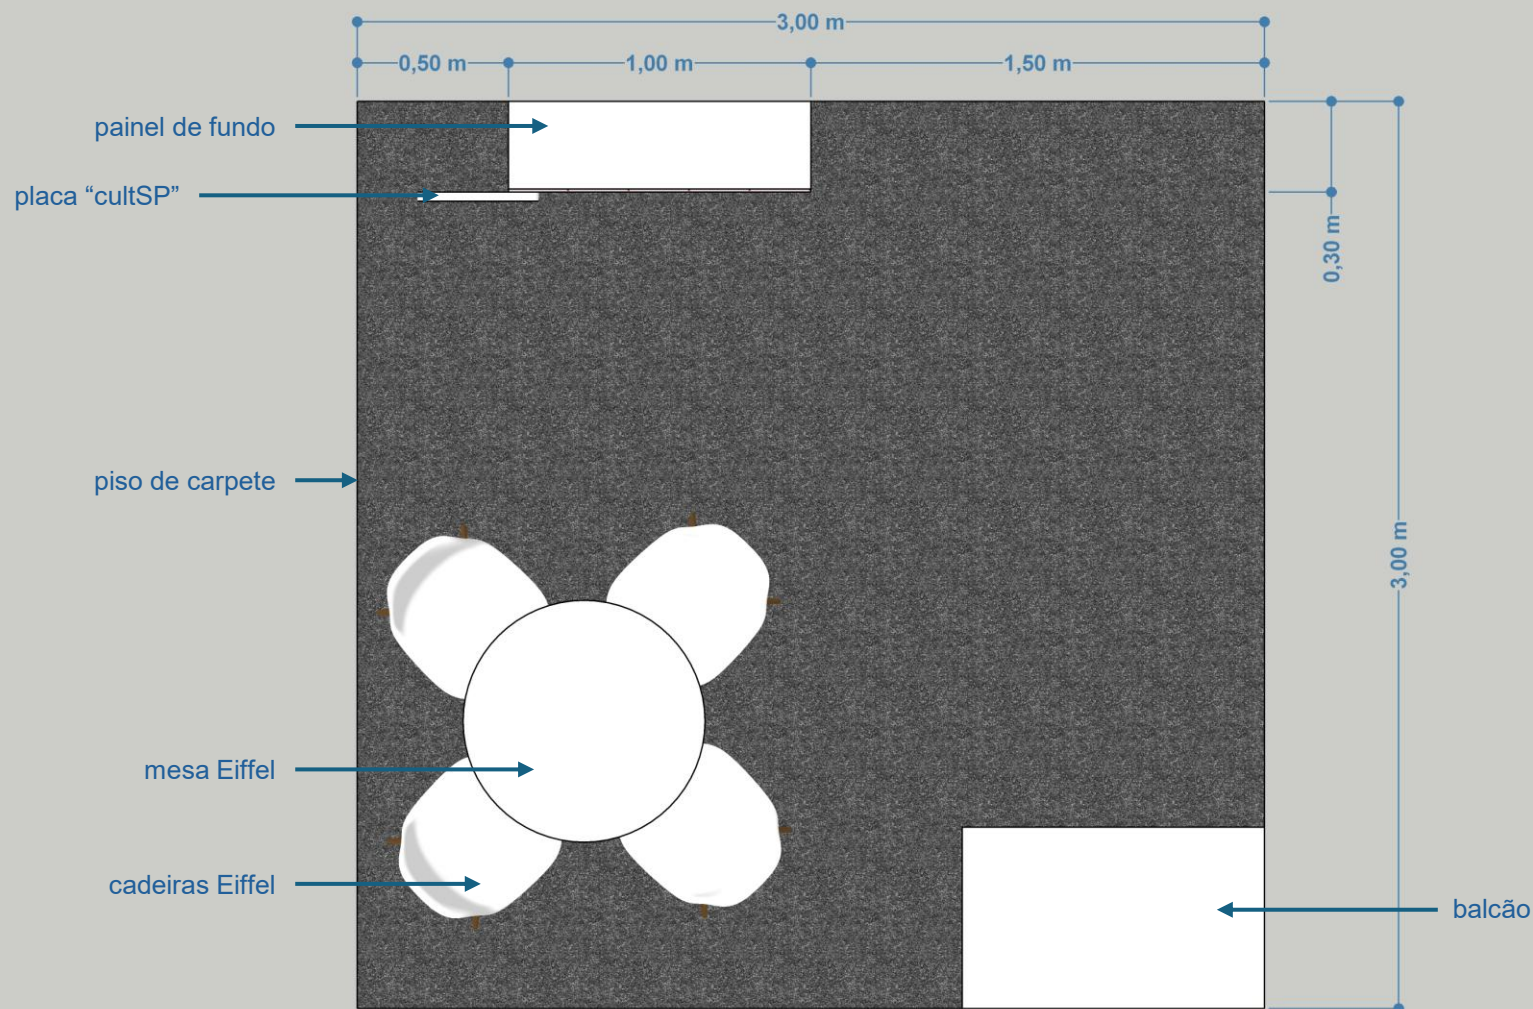 3,00 m
0,50 m
1,00 m
1,50 m
painel de fundo
placa “cultSP”
0,30 m
piso de carpete
3,00 m
mesa Eiffel
cadeiras Eiffel
balcão